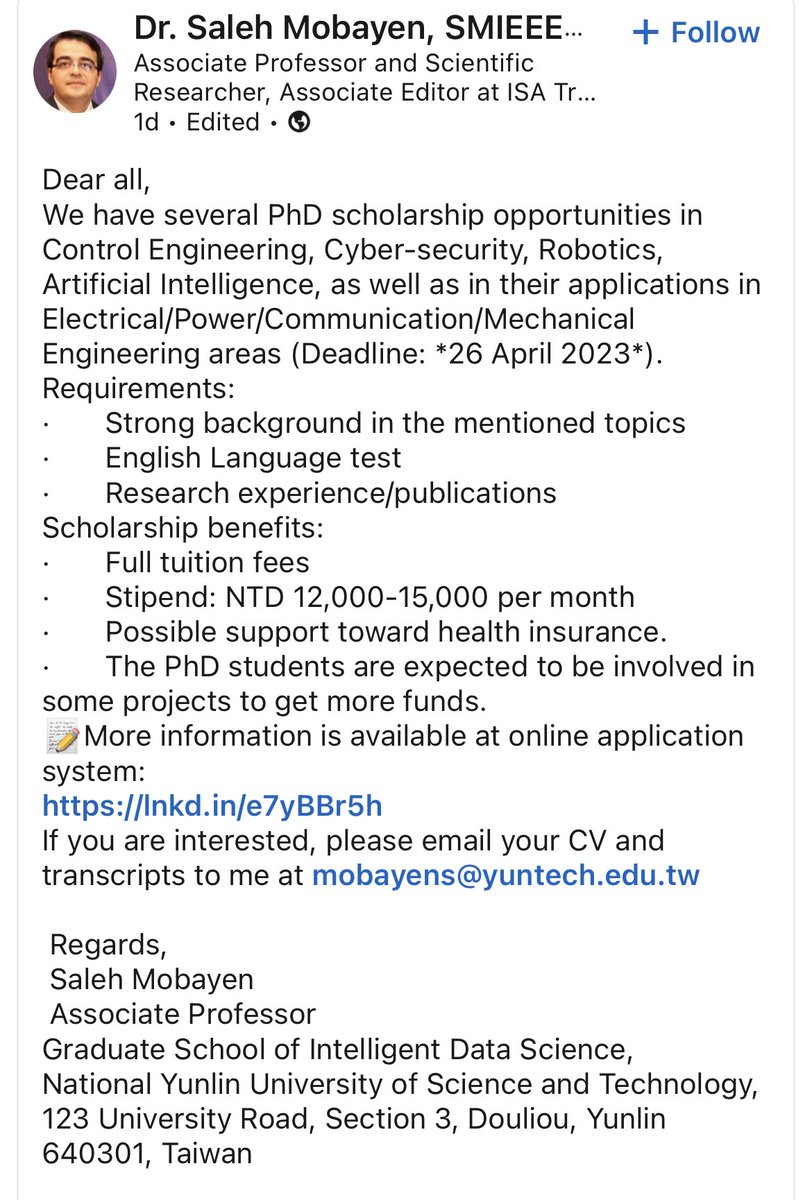 Dr. Saleh Mobayen, SMIEEE...
+ Follow
Associate Professor and Scientific
Researcher, Associate Editor at ISA Tr...
1d • Edited •
Dear all,
We have several PhD scholarship opportunities in
Control Engineering, Cyber-security, Robotics,
Artificial Intelligence, as well as in their applications in
Electrical/Power/Communication/Mechanical
Engineering areas (Deadline: *26 April 2023*).
Requirements:
· Strong background in the mentioned topics
· English Language test
· Research experience/publications
Scholarship benefits:
· Full tuition fees
· Stipend: NTD 12,000-15,000 per month
· Possible support toward health insurance.
· The PhD students are expected to be involved in
some projects to get more funds.
📝More information is available at online application
system:
https://lnkd.in/e7yBBr5h
If you are interested, please email your CV and
transcripts to me at mobayens@yuntech.edu.tw
Regards,
Saleh Mobayen
Associate Professor
Graduate School of Intelligent Data Science,
National Yunlin University of Science and Technology,
123 University Road, Section 3, Douliou, Yunlin
640301, Taiwan